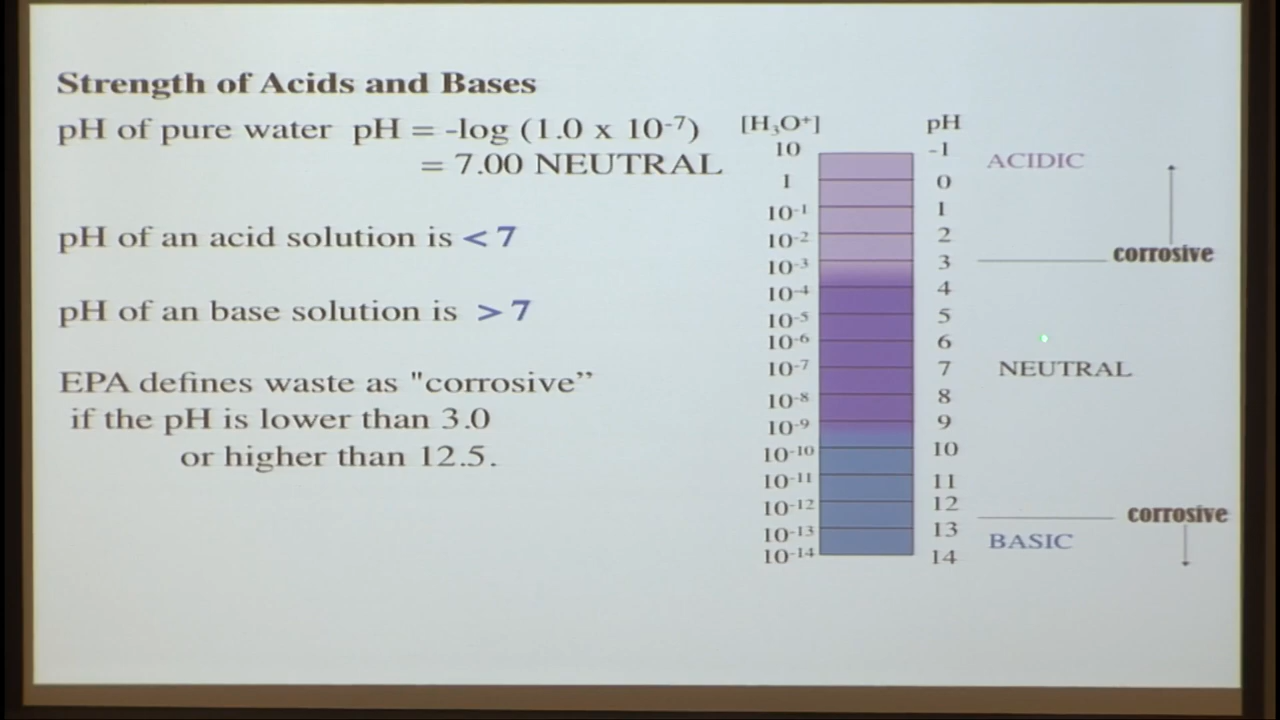 Strength of Acids and Bases
pH of pure water pH = -log (1.0 x 10⁻⁷)
= 7.00 NEUTRAL
pH of an acid solution is < 7
pH of an base solution is > 7
EPA defines waste as "corrosive”
if the pH is lower than 3.0
or higher than 12.5.
[H₃O⁺] pH
10 -1
ACIDIC
1 0
10⁻¹ 1
10⁻² 2
corrosive
10⁻³ 3
10⁻⁴ 4
10⁻⁵ 5
10⁻⁶ 6
10⁻⁷ 7
NEUTRAL
10⁻⁸ 8
10⁻⁹ 9
10⁻¹⁰ 10
10⁻¹¹ 11
10⁻¹² 12
corrosive
10⁻¹³ 13
BASIC
10⁻¹⁴ 14